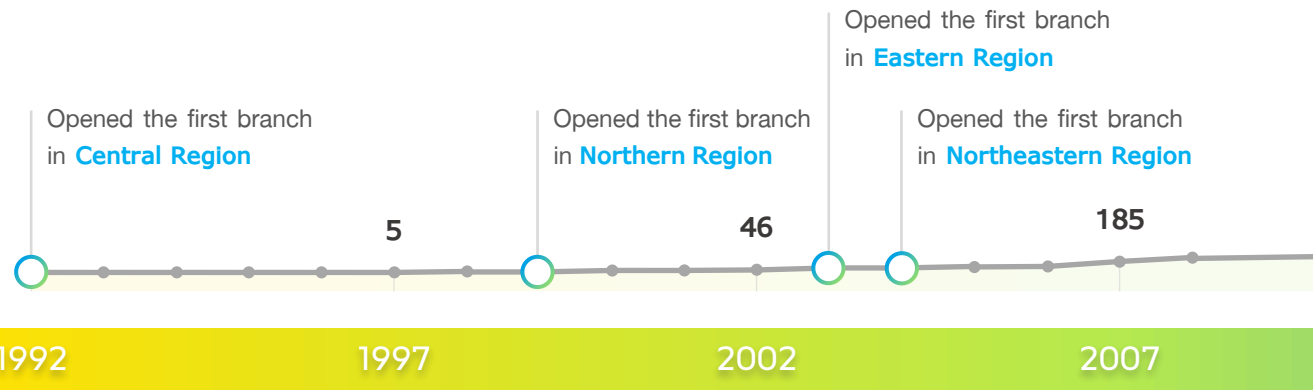 Opened the first branch
in Eastern Region
Opened the first branch
in Central Region
Opened the first branch
in Northern Region
Opened the first branch
in Northeastern Region
5
46
185
1992
1997
2002
2007